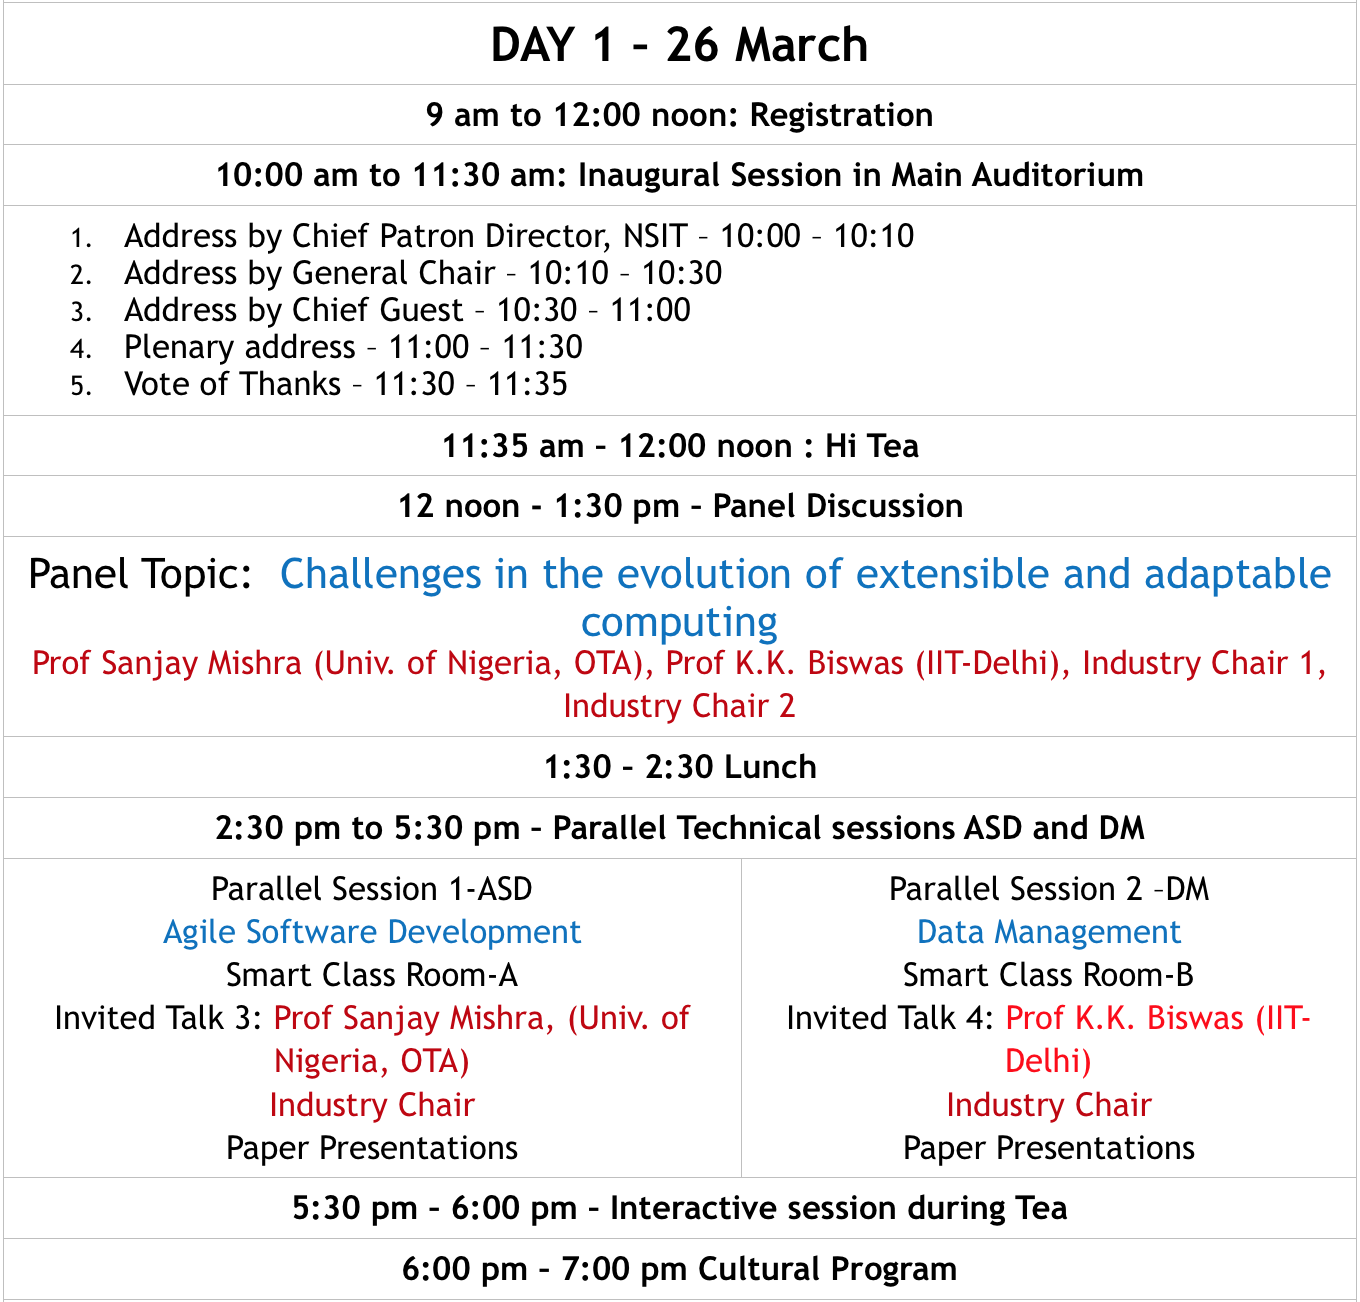 DAY 1 – 26 March
9 am to 12:00 noon: Registration
10:00 am to 11:30 am: Inaugural Session in Main Auditorium
1. Address by Chief Patron Director, NSIT – 10:00 – 10:10
2. Address by General Chair – 10:10 – 10:30
3. Address by Chief Guest – 10:30 – 11:00
4. Plenary address – 11:00 – 11:30
5. Vote of Thanks – 11:30 – 11:35
11:35 am – 12:00 noon : Hi Tea
12 noon - 1:30 pm – Panel Discussion
Panel Topic: Challenges in the evolution of extensible and adaptable
computing
Prof Sanjay Mishra (Univ. of Nigeria, OTA), Prof K.K. Biswas (IIT-Delhi), Industry Chair 1,
Industry Chair 2
1:30 – 2:30 Lunch
2:30 pm to 5:30 pm – Parallel Technical sessions ASD and DM
Parallel Session 1-ASD
Agile Software Development
Smart Class Room-A
Invited Talk 3: Prof Sanjay Mishra, (Univ. of
Nigeria, OTA)
Industry Chair
Paper Presentations
Parallel Session 2 –DM
Data Management
Smart Class Room-B
Invited Talk 4: Prof K.K. Biswas (IIT-
Delhi)
Industry Chair
Paper Presentations
5:30 pm – 6:00 pm – Interactive session during Tea
6:00 pm – 7:00 pm Cultural Program